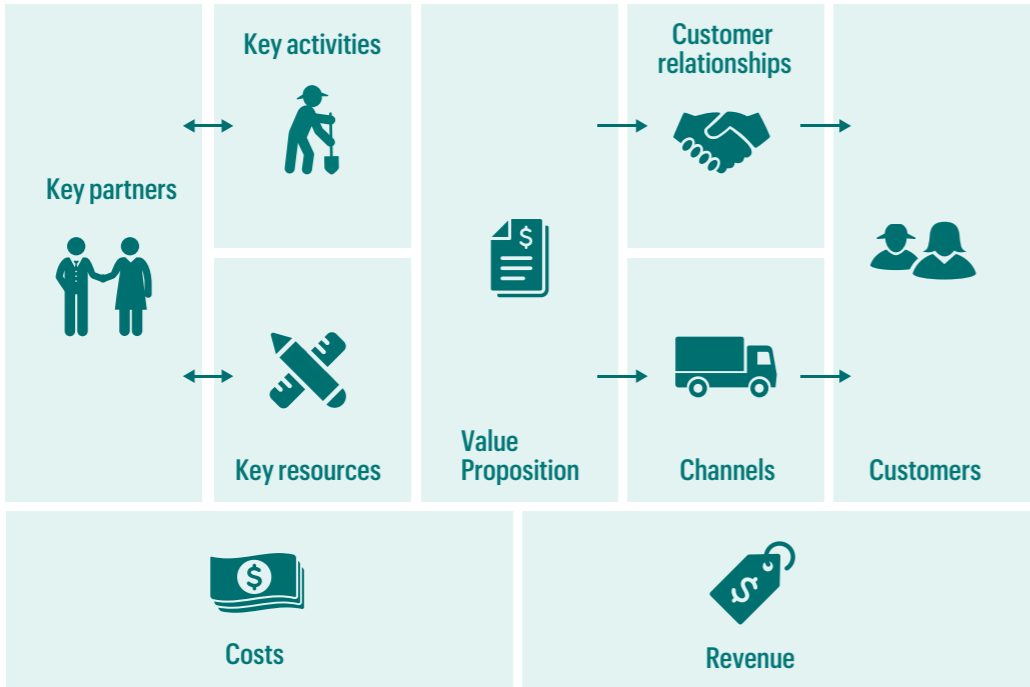 Key partners
Key activities
Key resources
Value
Proposition
$
Customer
relationships
Channels
Customers
$
Costs
$
Revenue